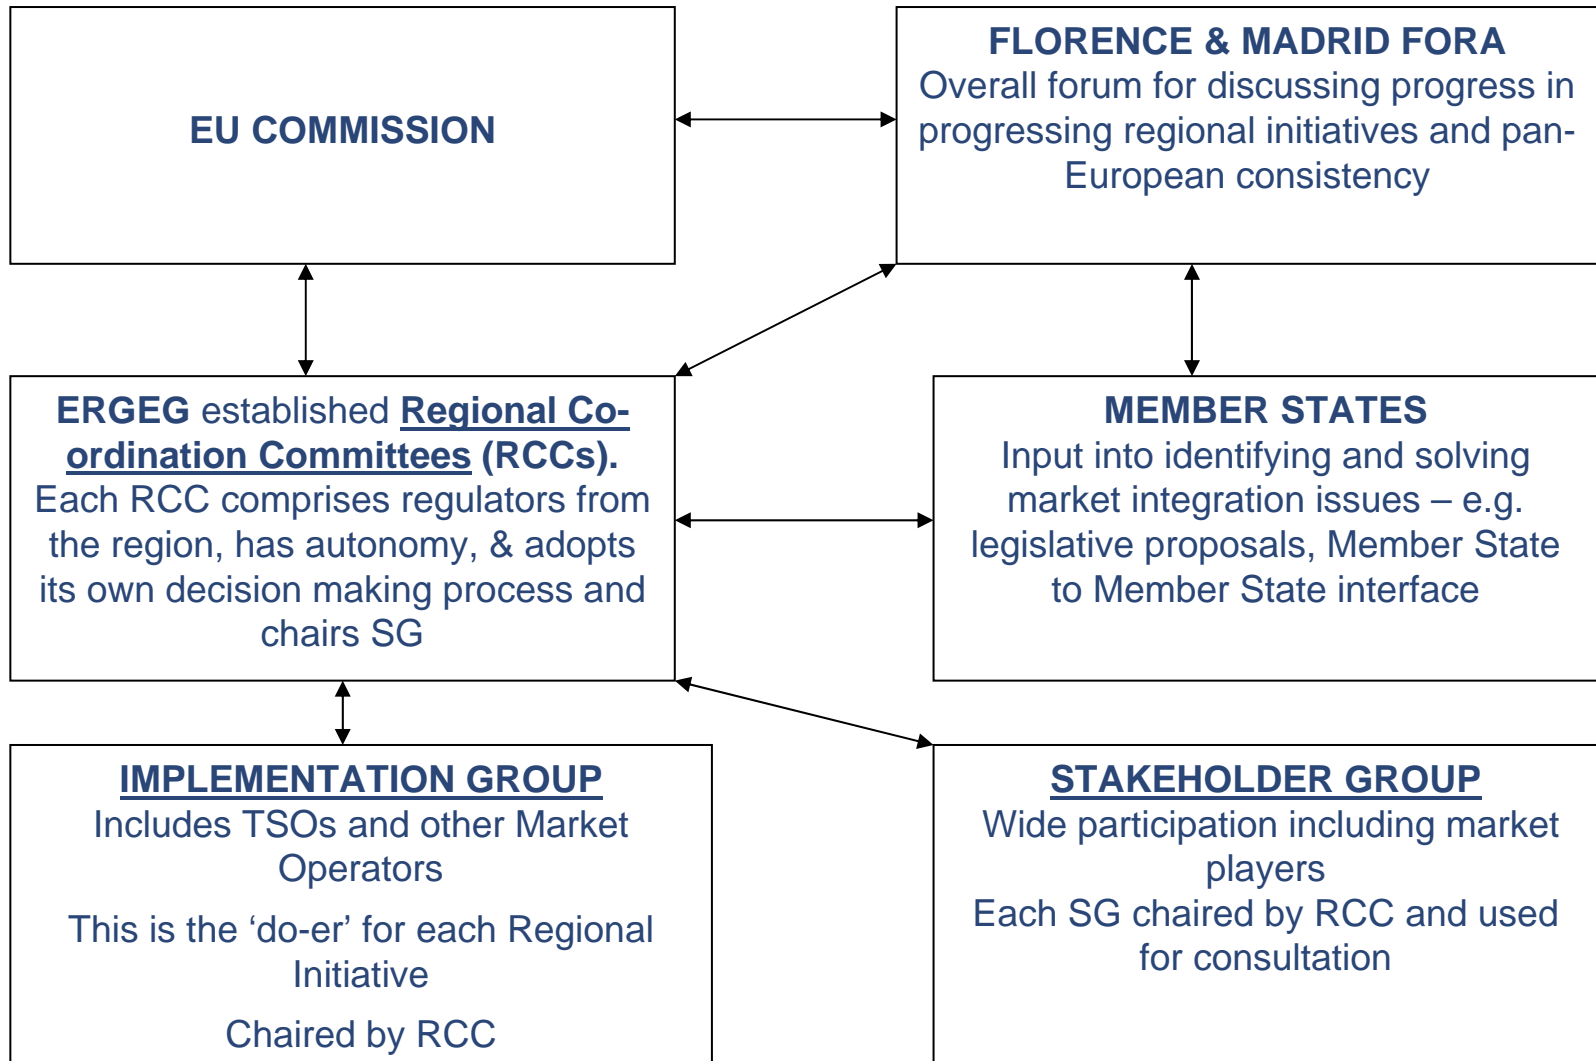 EU COMMISSION
FLORENCE & MADRID FORA
Overall forum for discussing progress in
progressing regional initiatives and pan-
European consistency
ERGEG established Regional Co-
ordination Committees (RCCs).
Each RCC comprises regulators from
the region, has autonomy, & adopts
its own decision making process and
chairs SG
MEMBER STATES
Input into identifying and solving
market integration issues – e.g.
legislative proposals, Member State
to Member State interface
IMPLEMENTATION GROUP
Includes TSOs and other Market
Operators
This is the ‘do-er’ for each Regional
Initiative
Chaired by RCC
STAKEHOLDER GROUP
Wide participation including market
players
Each SG chaired by RCC and used
for consultation